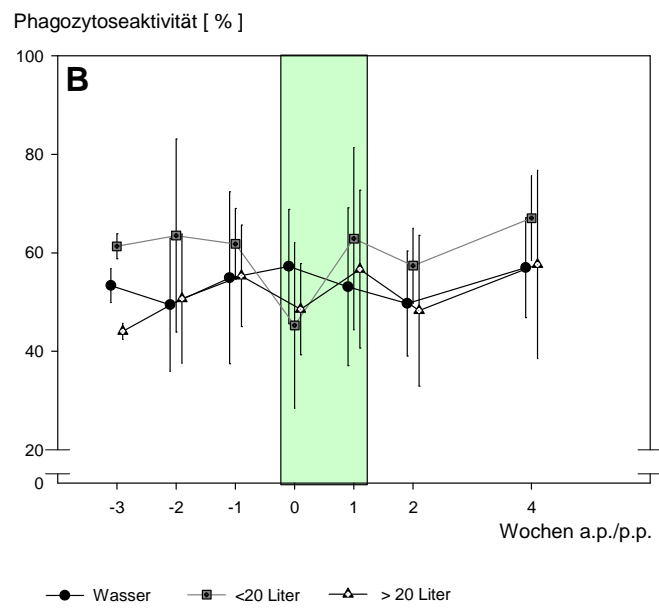 Phagozytoseaktivität [ % ]
B
100
80
60
40
20
0
-3 -2 -1 0 1 2 4
Wochen a.p./p.p.
Wasser <20 Liter > 20 Liter